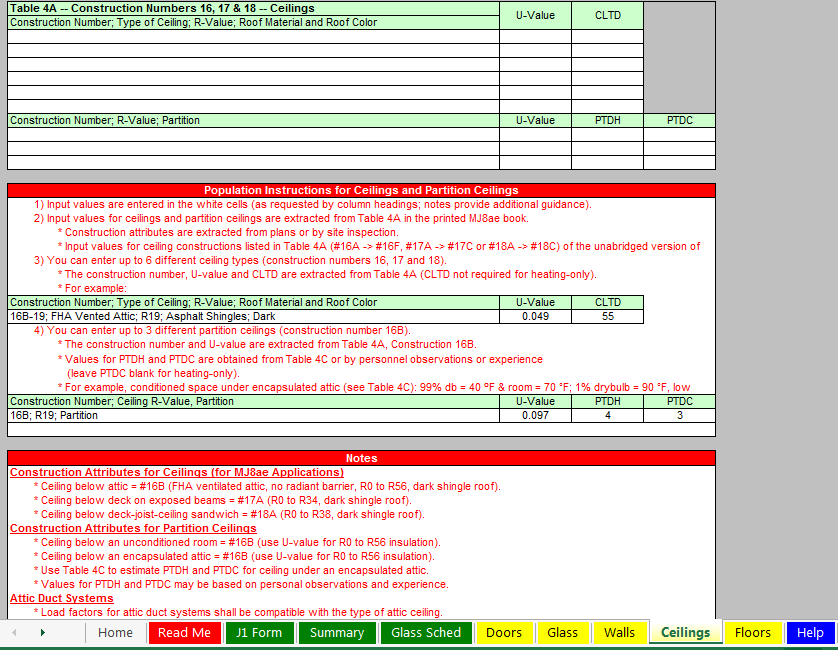 Table 4A -- Construction Numbers 16, 17 & 18 -- Ceilings U-Value CLTD
Construction Number; Type of Ceiling; R-Value; Roof Material and Roof Color
Construction Number; R-Value; Partition U-Value PTDH PTDC
Population Instructions for Ceilings and Partition Ceilings
1) Input values are entered in the white cells (as requested by column headings; notes provide additional guidance).
2) Input values for ceilings and partition ceilings are extracted from Table 4A in the printed MJ8ae book.
* Construction attributes are extracted from plans or by site inspection.
* Input values for ceiling constructions listed in Table 4A (#16A -> #16F, #17A -> #17C or #18A -> #18C) of the unabridged version of
3) You can enter up to 6 different ceiling types (construction numbers 16, 17 and 18).
* The construction number, U-value and CLTD are extracted from Table 4A (CLTD not required for heating-only).
* For example:
Construction Number; Type of Ceiling; R-Value; Roof Material and Roof Color U-Value CLTD
16B-19; FHA Vented Attic; R19; Asphalt Shingles; Dark 0.049 55
4) You can enter up to 3 different partition ceilings (construction number 16B).
* The construction number and U-value are extracted from Table 4A, Construction 16B.
* Values for PTDH and PTDC are obtained from Table 4C or by personnel observations or experience
(leave PTDC blank for heating-only).
* For example, conditioned space under encapsulated attic (see Table 4C): 99% db = 40 ºF & room = 70 ºF; 1% drybulb = 90 ºF, low
Construction Number; Ceiling R-Value, Partition U-Value PTDH PTDC
16B; R19; Partition 0.097 4 3
Notes
Construction Attributes for Ceilings (for MJ8ae Applications)
* Ceiling below attic = #16B (FHA ventilated attic, no radiant barrier, R0 to R56, dark shingle roof).
* Ceiling below deck on exposed beams = #17A (R0 to R34, dark shingle roof).
* Ceiling below deck-joist-ceiling sandwich = #18A (R0 to R38, dark shingle roof).
Construction Attributes for Partition Ceilings
* Ceiling below an unconditioned room = #16B (use U-value for R0 to R56 insulation).
* Ceiling below an encapsulated attic = #16B (use U-value for R0 to R56 insulation).
* Use Table 4C to estimate PTDH and PTDC for ceiling under an encapsulated attic.
* Values for PTDH and PTDC may be based on personal observations and experience.
Attic Duct Systems
* Load factors for attic duct systems shall be compatible with the type of attic ceiling.
Home Read Me J1 Form Summary Glass Sched Doors Glass Walls Ceilings Floors Help